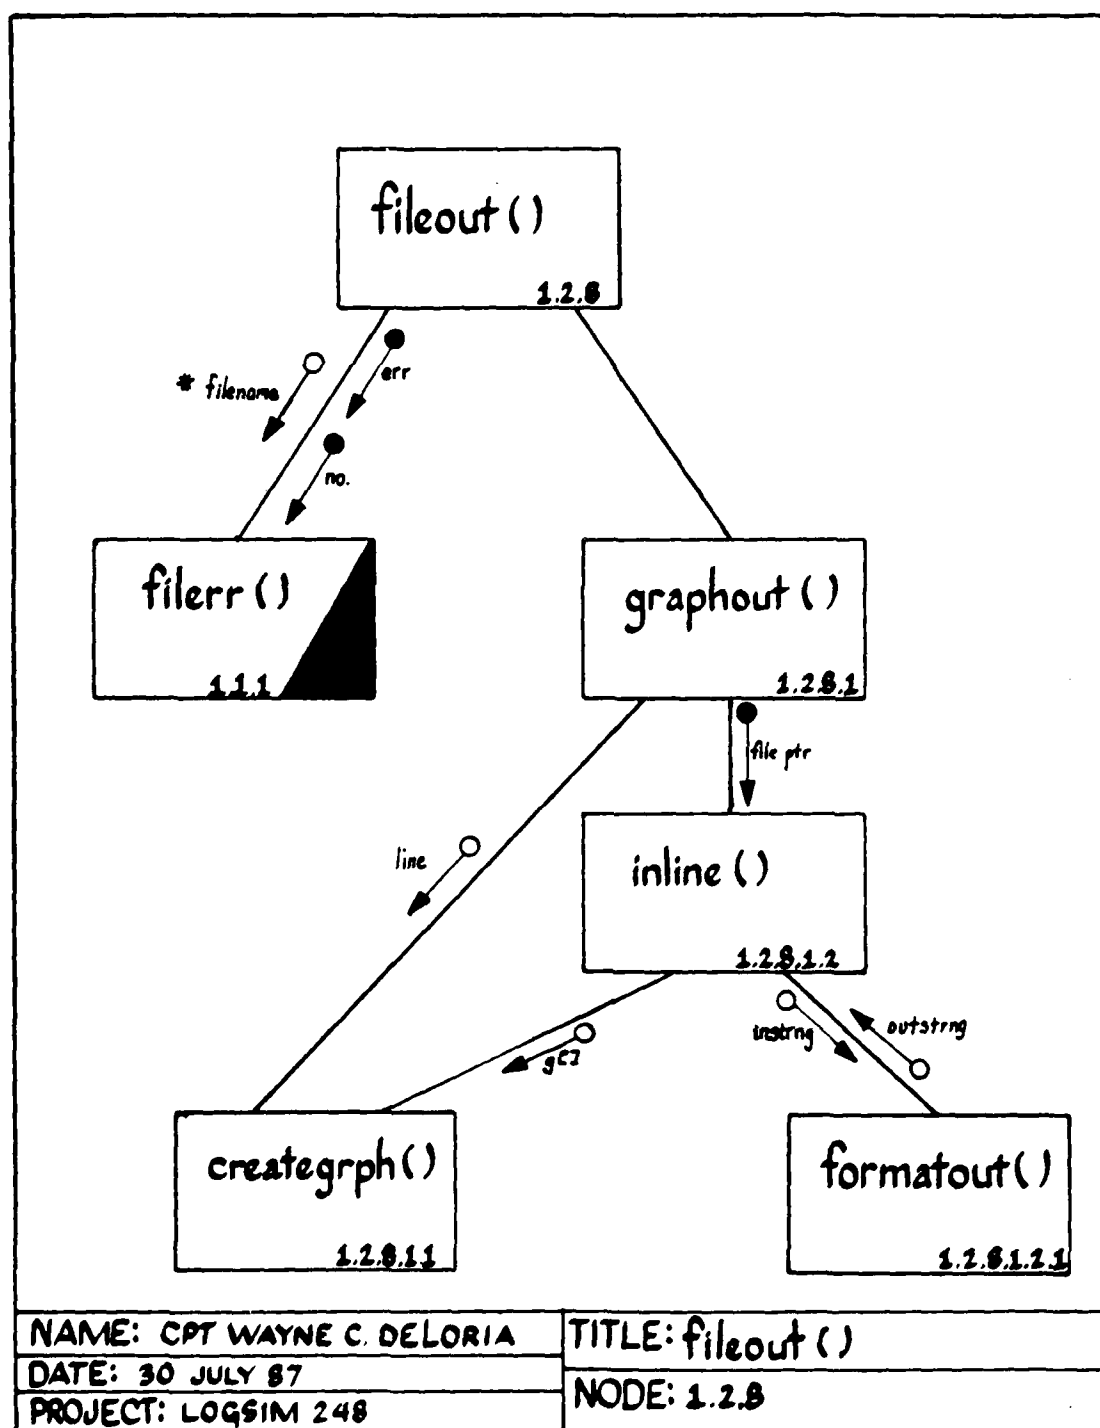 fileout ( )
1.2.8
* filename
err
no.
filerr ( )
1.1.1
graphout ( )
1.2.8.1
file ptr
line
inline ( )
1.2.8.1.2
g[]
instrng
outstrng
creategrph ( )
1.2.8.1.1
formatout ( )
1.2.8.1.2.1
NAME: CPT WAYNE C. DELORIA
DATE: 30 JULY 87
PROJECT: LOGSIM 248
TITLE: fileout ( )
NODE: 1.2.8